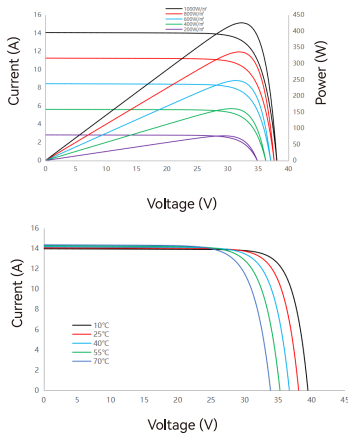 1000W/㎡
800W/㎡
600W/㎡
400W/㎡
200W/㎡
Current (A)
16 14 12 10 8 6 4 2 0
450 400 350 300 250 200 150 100 50 0
Power (W)
0 5 10 15 20 25 30 35 40
Voltage (V)
Current (A)
16 14 12 10 8 6 4 2 0
10℃
25℃
40℃
55℃
70℃
0 5 10 15 20 25 30 35 40 45
Voltage (V)